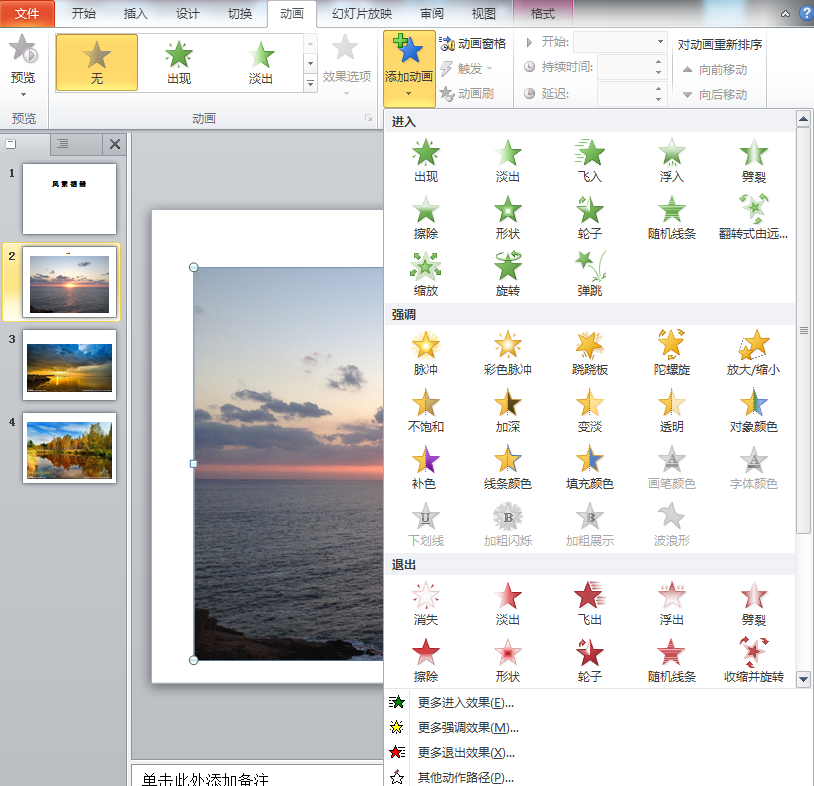 文件 开始 插入 设计 切换 动画 幻灯片放映 审阅 视图 格式
预览
预览
无 出现 淡出
动画
效果选项
添加动画
动画窗格
触发
动画刷
开始:
持续时间:
延迟:
对动画重新排序
向前移动
向后移动
1
2
3
4
进入
出现 淡出 飞入 浮入 劈裂
擦除 形状 轮子 随机线条 翻转式由远...
缩放 旋转 弹跳
强调
脉冲 彩色脉冲 跷跷板 陀螺旋 放大/缩小
不饱和 加深 变淡 透明 对象颜色
补色 线条颜色 填充颜色 画笔颜色 字体颜色
下划线 加粗闪烁 加粗展示 波浪形
退出
消失 淡出 飞出 浮出 劈裂
擦除 形状 轮子 随机线条 收缩并旋转
更多进入效果(E)...
更多强调效果(M)...
更多退出效果(X)...
其他动作路径(P)...
单击此处添加备注